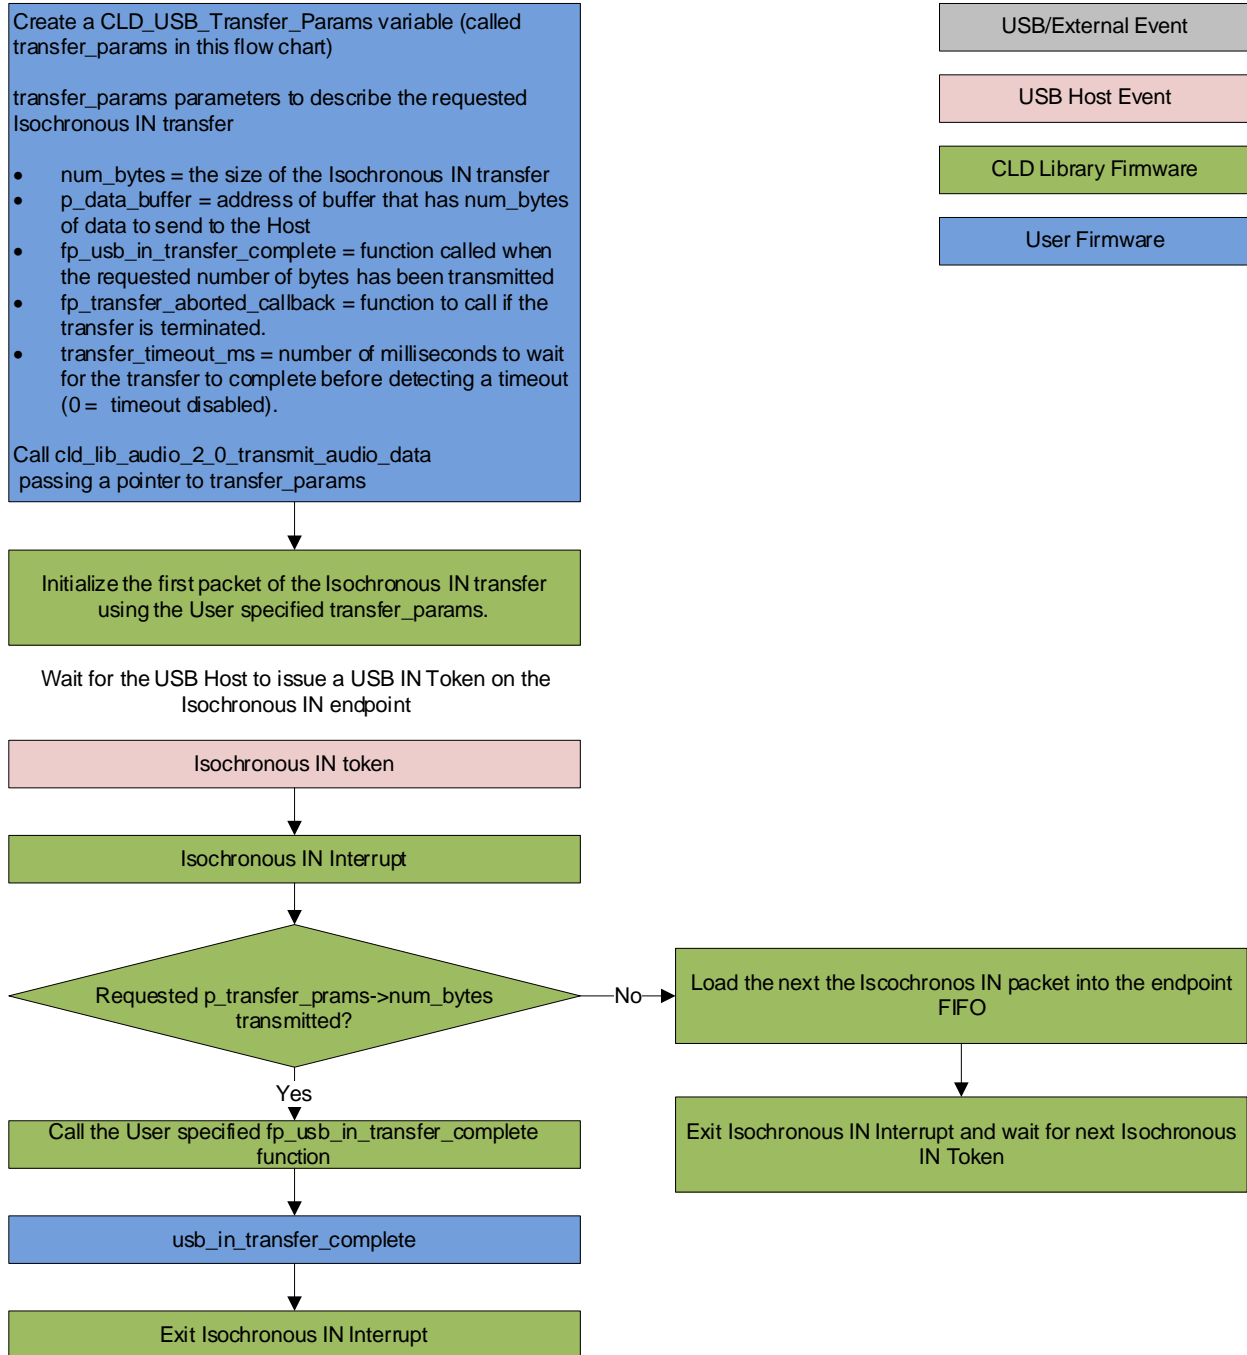 Create a CLD_USB_Transfer_Params variable (called
transfer_params in this flow chart)
transfer_params parameters to describe the requested
Isochronous IN transfer
• num_bytes = the size of the Isochronous IN transfer
• p_data_buffer = address of buffer that has num_bytes
of data to send to the Host
• fp_usb_in_transfer_complete = function called when
the requested number of bytes has been transmitted
• fp_transfer_aborted_callback = function to call if the
transfer is terminated.
• transfer_timeout_ms = number of milliseconds to wait
for the transfer to complete before detecting a timeout
(0 = timeout disabled).
Call cld_lib_audio_2_0_transmit_audio_data
passing a pointer to transfer_params
USB/External Event
USB Host Event
CLD Library Firmware
User Firmware
Initialize the first packet of the Isochronous IN transfer
using the User specified transfer_params.
Wait for the USB Host to issue a USB IN Token on the
Isochronous IN endpoint
Isochronous IN token
Isochronous IN Interrupt
Requested p_transfer_prams->num_bytes
transmitted?
No
Load the next the Iscochronos IN packet into the endpoint
FIFO
Exit Isochronous IN Interrupt and wait for next Isochronous
IN Token
Yes
Call the User specified fp_usb_in_transfer_complete
function
usb_in_transfer_complete
Exit Isochronous IN Interrupt